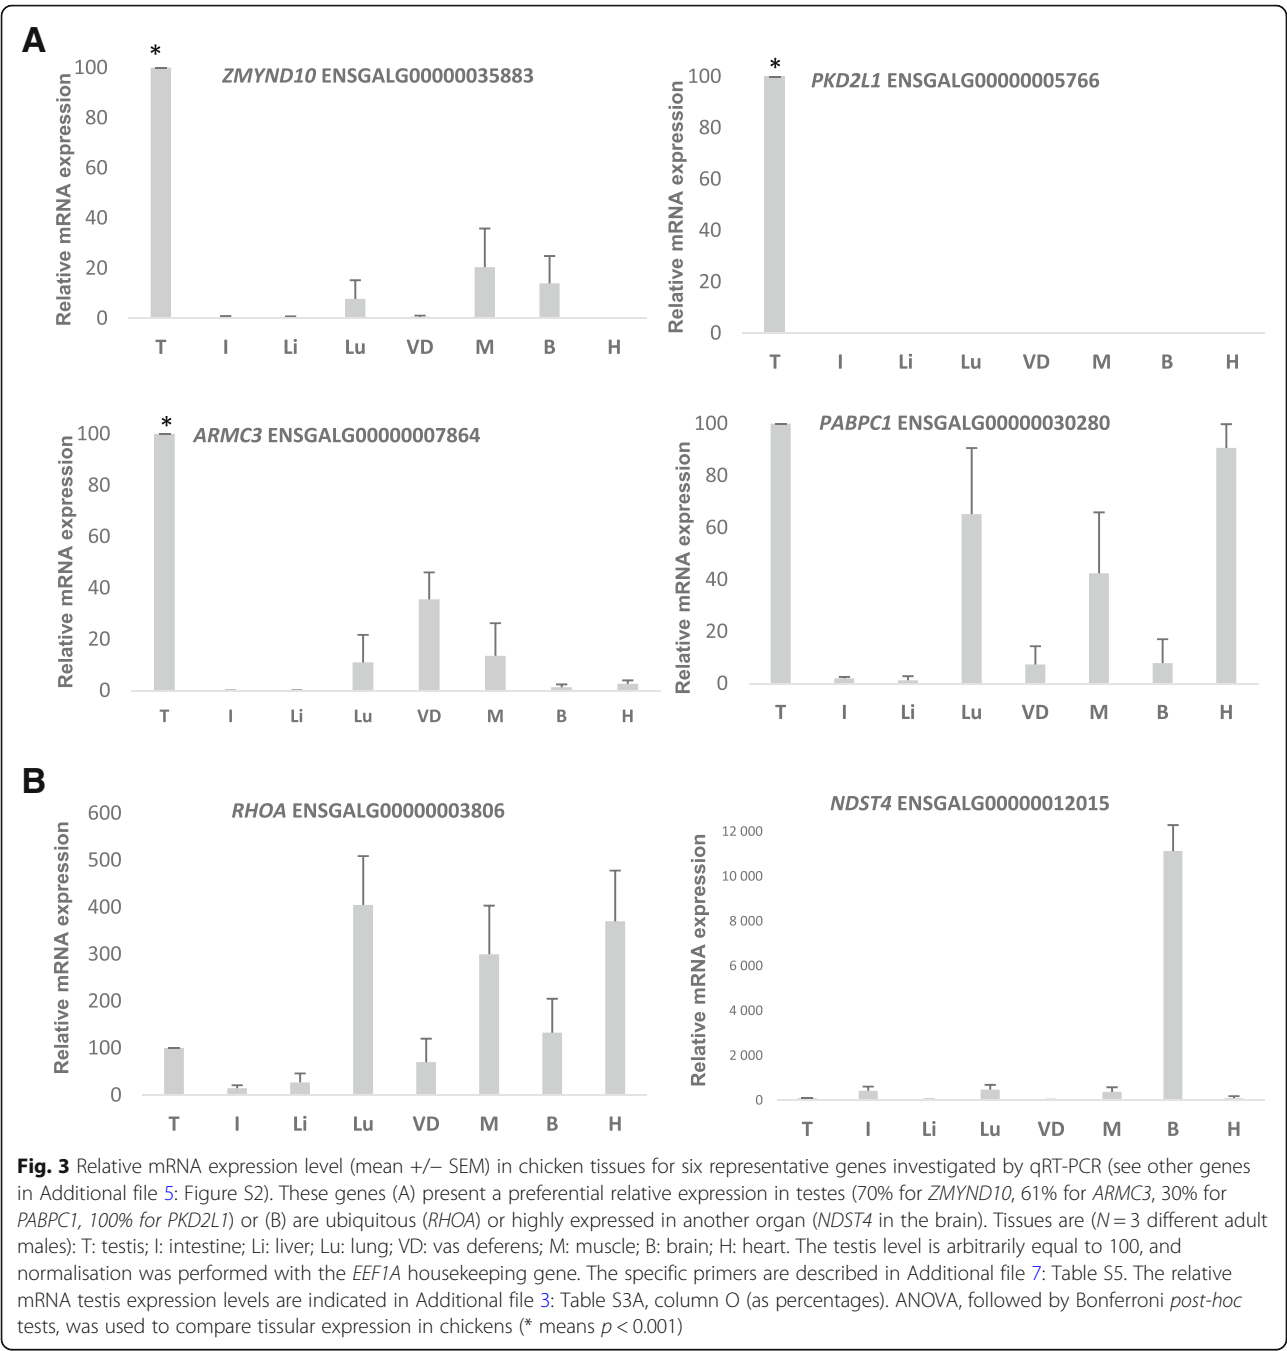 A
*
ZMYND10 ENSGALG00000035883
Relative mRNA expression
100
80
60
40
20
0
T I Li Lu VD M B H
*
PKD2L1 ENSGALG00000005766
Relative mRNA expression
100
80
60
40
20
0
T I Li Lu VD M B H
*
ARMC3 ENSGALG00000007864
Relative mRNA expression
100
80
60
40
20
0
T I Li Lu VD M B H
PABPC1 ENSGALG00000030280
Relative mRNA expression
100
80
60
40
20
0
T I Li Lu VD M B H
B
RHOA ENSGALG00000003806
Relative mRNA expression
600
500
400
300
200
100
0
T I Li Lu VD M B H
NDST4 ENSGALG00000012015
Relative mRNA expression
12 000
10 000
8 000
6 000
4 000
2 000
0
T I Li Lu VD M B H
Fig. 3 Relative mRNA expression level (mean +/− SEM) in chicken tissues for six representative genes investigated by qRT-PCR (see other genes
in Additional file 5: Figure S2). These genes (A) present a preferential relative expression in testes (70% for ZMYND10, 61% for ARMC3, 30% for
PABPC1, 100% for PKD2L1) or (B) are ubiquitous (RHOA) or highly expressed in another organ (NDST4 in the brain). Tissues are (N = 3 different adult
males): T: testis; I: intestine; Li: liver; Lu: lung; VD: vas deferens; M: muscle; B: brain; H: heart. The testis level is arbitrarily equal to 100, and
normalisation was performed with the EEF1A housekeeping gene. The specific primers are described in Additional file 7: Table S5. The relative
mRNA testis expression levels are indicated in Additional file 3: Table S3A, column O (as percentages). ANOVA, followed by Bonferroni post-hoc
tests, was used to compare tissular expression in chickens (* means p < 0.001)